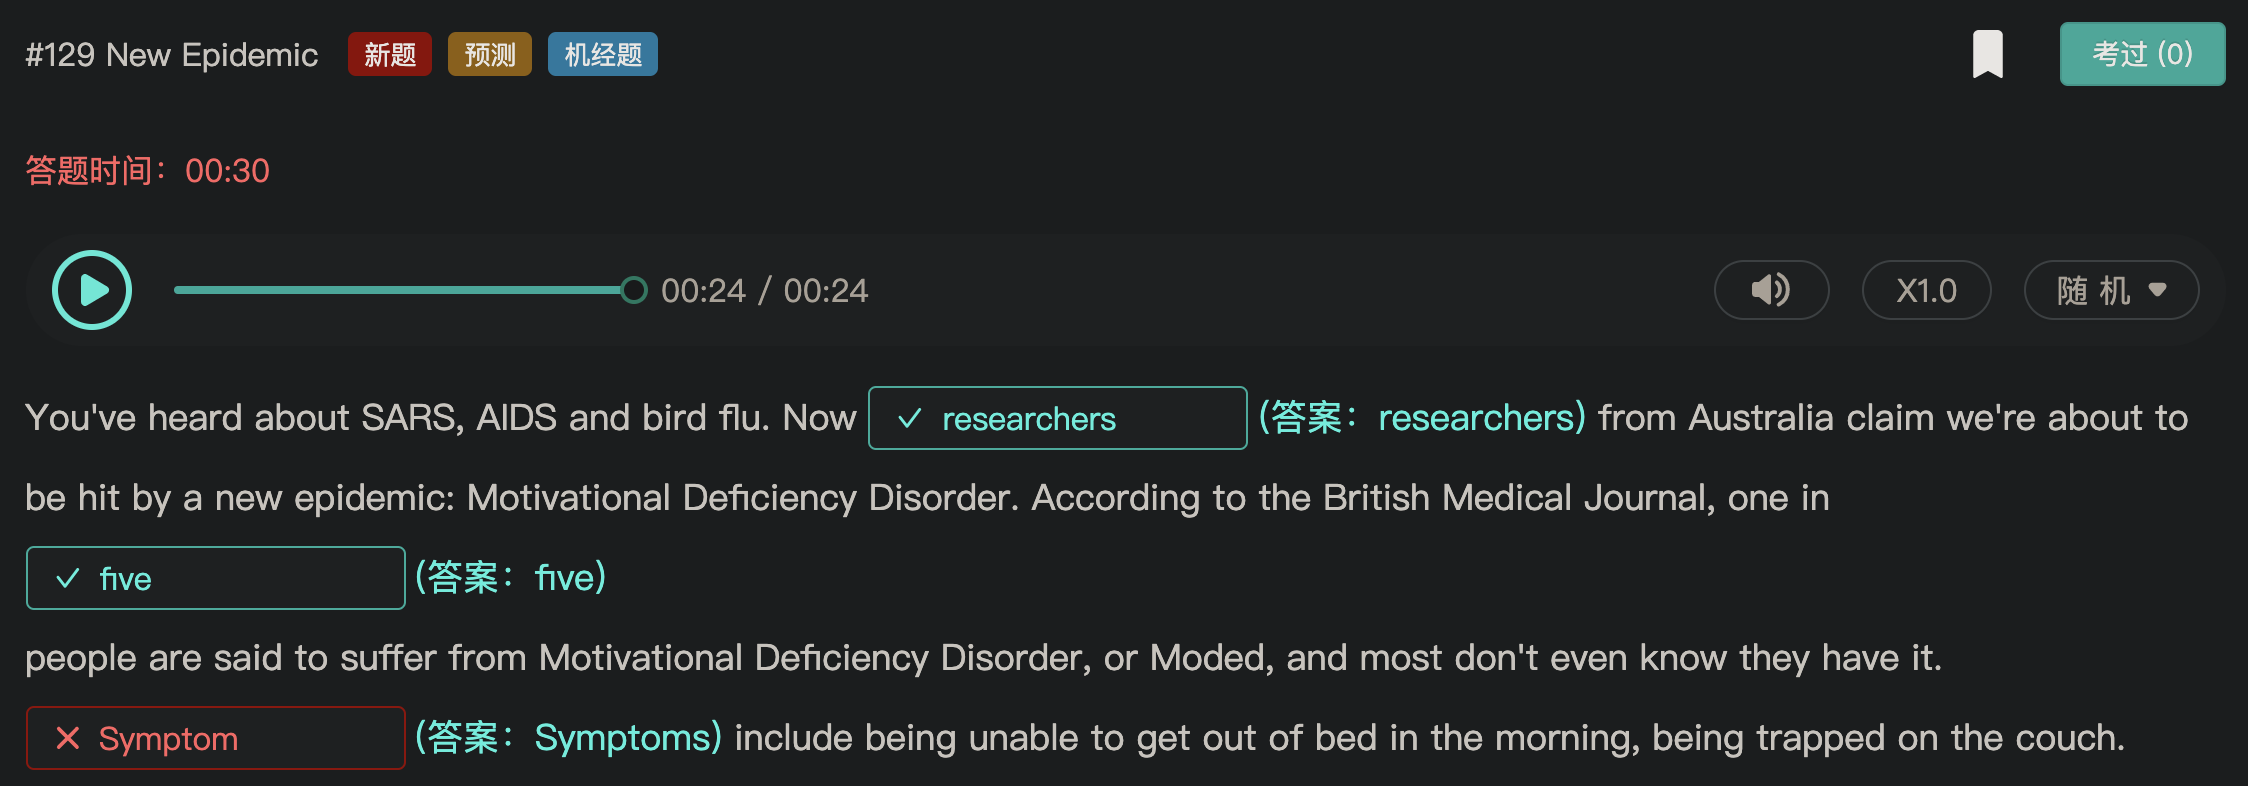 #129 New Epidemic 新题 预测 机经题 考过 (0)
答题时间：00:30
00:24 / 00:24 X1.0 随机
You've heard about SARS, AIDS and bird flu. Now researchers (答案：researchers) from Australia claim we're about to
be hit by a new epidemic: Motivational Deficiency Disorder. According to the British Medical Journal, one in
five (答案：five)
people are said to suffer from Motivational Deficiency Disorder, or Moded, and most don't even know they have it.
Symptom (答案：Symptoms) include being unable to get out of bed in the morning, being trapped on the couch.